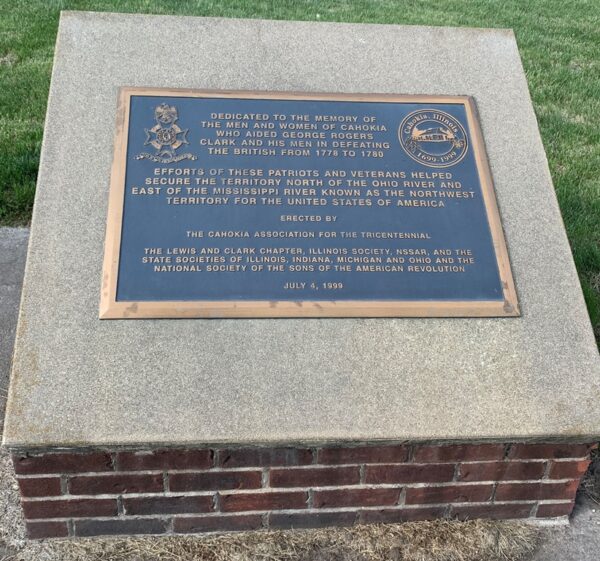 DEDICATED TO THE MEMORY OF
THE MEN AND WOMEN OF CAHOKIA
WHO AIDED GEORGE ROGERS
CLARK AND HIS MEN IN DEFEATING
THE BRITISH FROM 1778 TO 1780
Cahokia, Illinois
1699-1999
EFFORTS OF THESE PATRIOTS AND VETERANS HELPED
SECURE THE TERRITORY NORTH OF THE OHIO RIVER AND
EAST OF THE MISSISSIPPI RIVER KNOWN AS THE NORTHWEST
TERRITORY FOR THE UNITED STATES OF AMERICA
ERECTED BY
THE CAHOKIA ASSOCIATION FOR THE TRICENTENNIAL
THE LEWIS AND CLARK CHAPTER, ILLINOIS SOCIETY, NSSAR, AND THE
STATE SOCIETIES OF ILLINOIS, INDIANA, MICHIGAN AND OHIO AND THE
NATIONAL SOCIETY OF THE SONS OF THE AMERICAN REVOLUTION
JULY 4, 1999